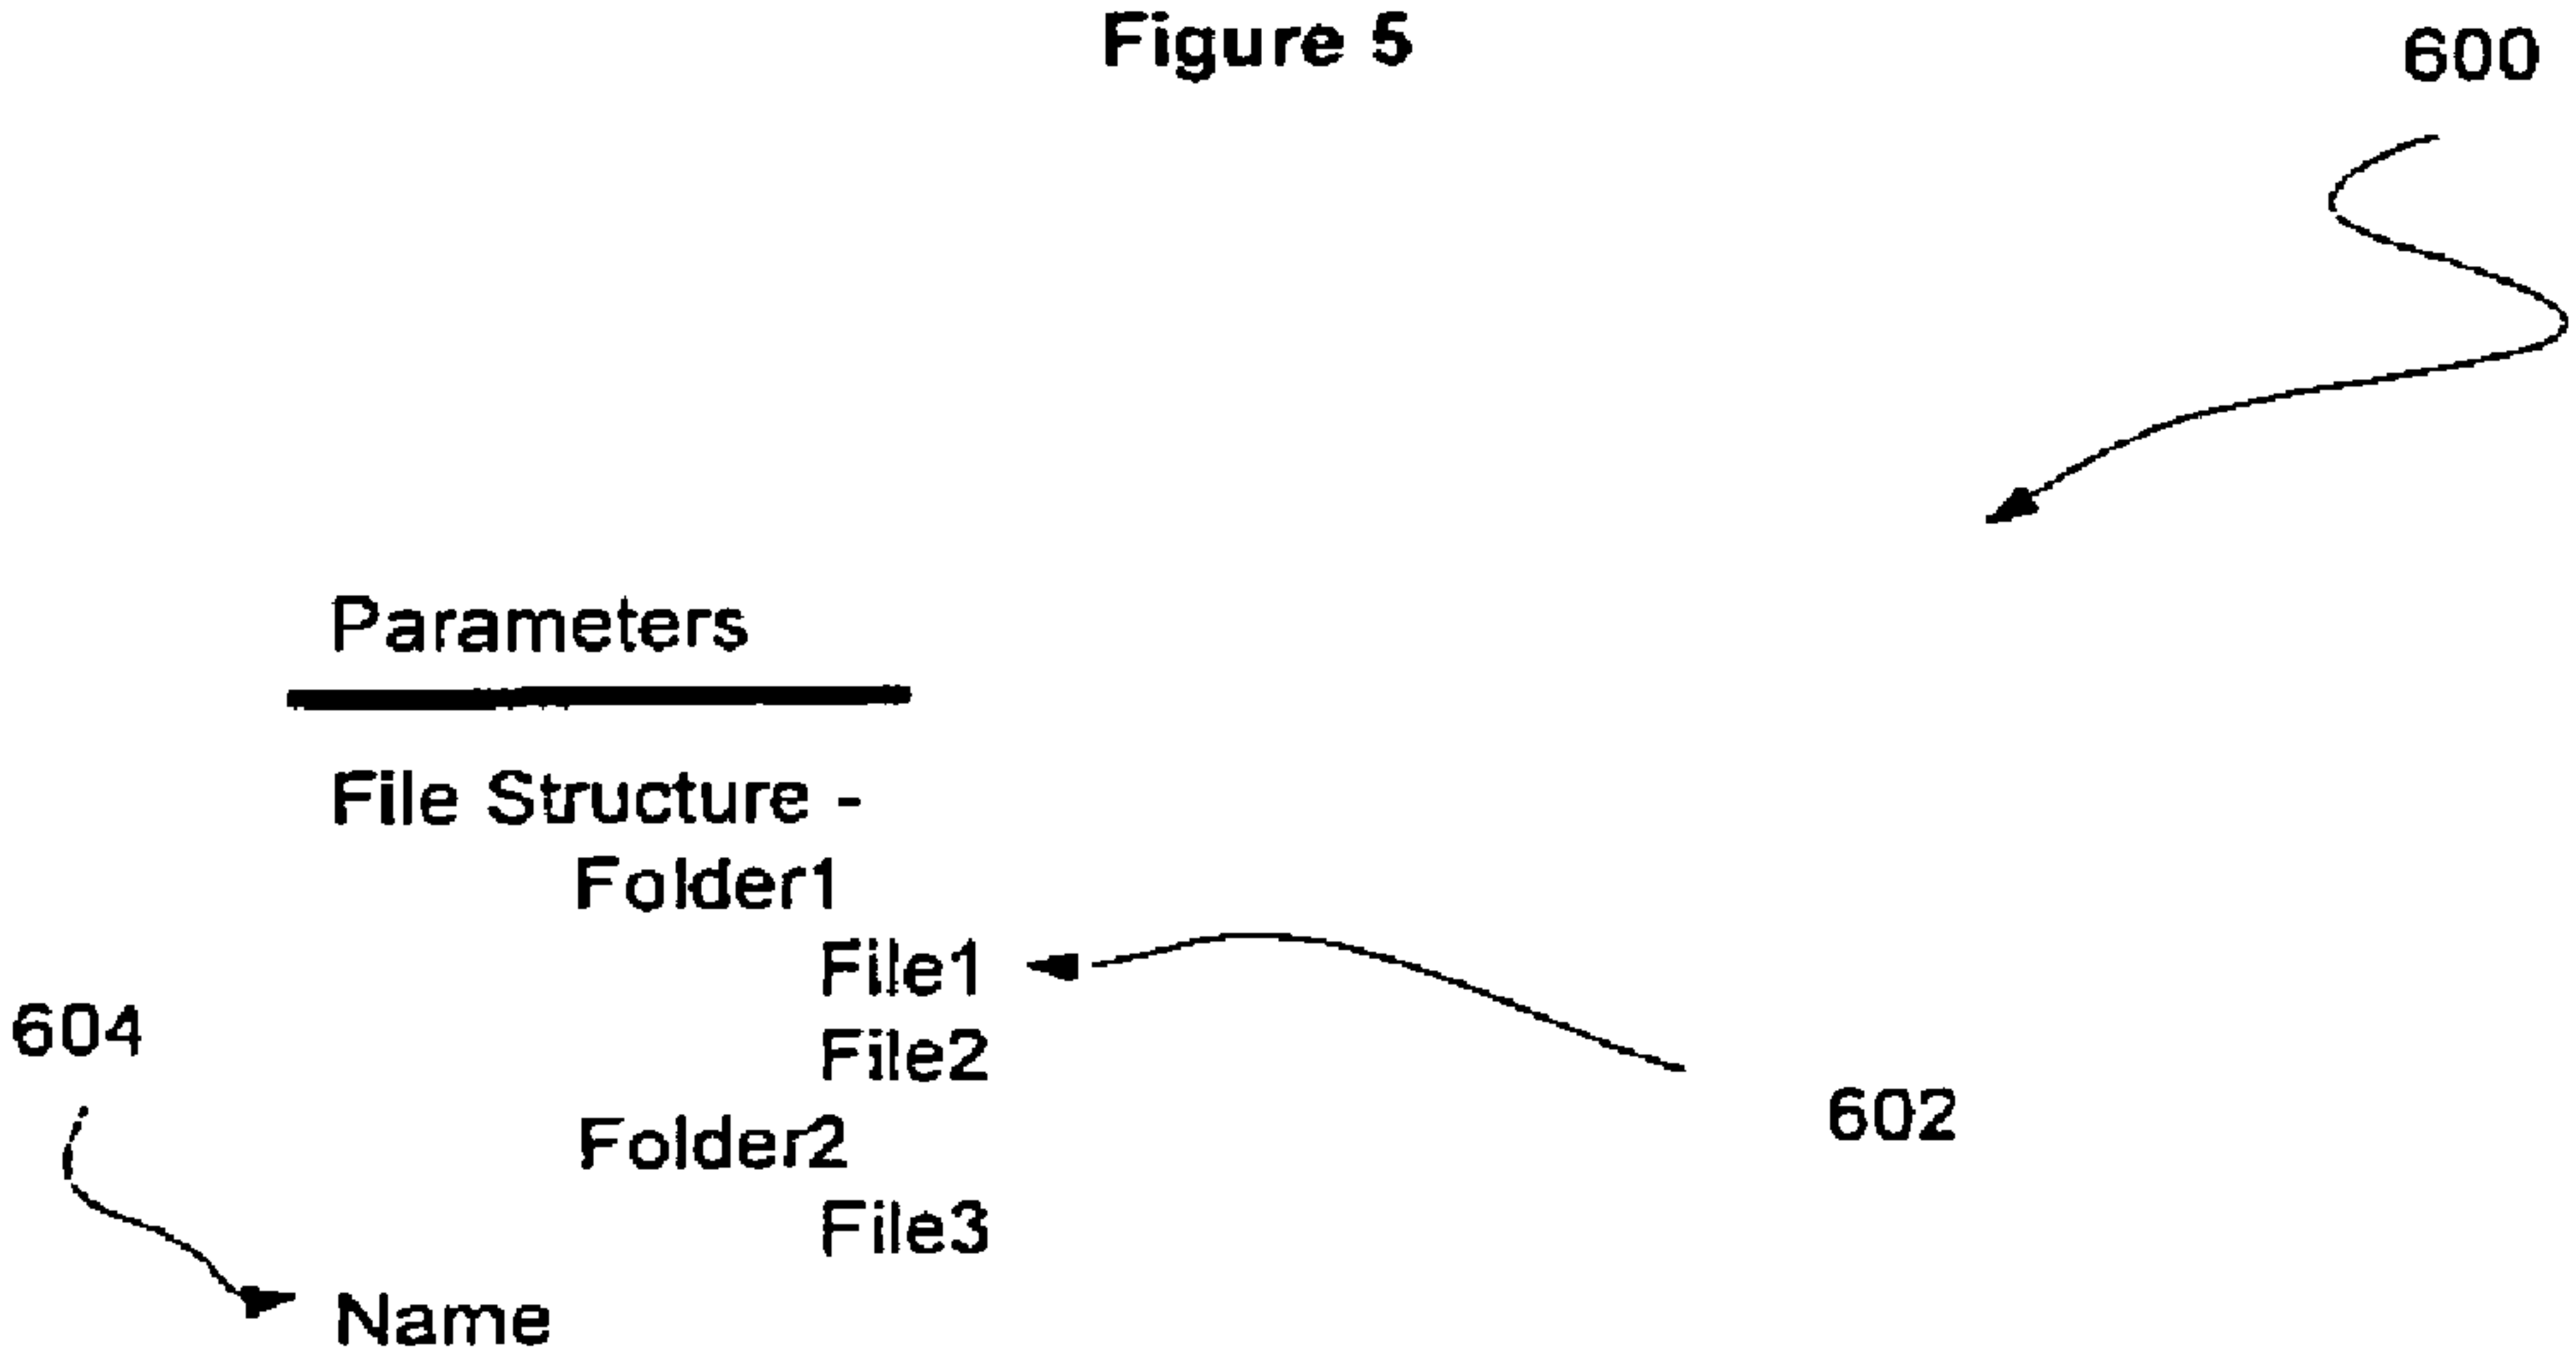 Figure 5
600
Parameters
File Structure -
Folder1
File1
604
File2
602
Folder2
File3
Name